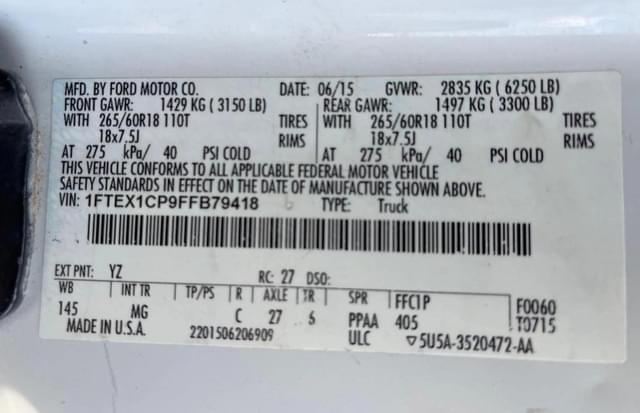 MFD. BY FORD MOTOR CO. DATE: 06/15 GVWR: 2835 KG ( 6250 LB)
FRONT GAWR: 1429 KG ( 3150 LB) REAR GAWR: 1497 KG ( 3300 LB)
WITH 265/60R18 110T TIRES WITH 265/60R18 110T TIRES
18x7.5J RIMS 18x7.5J RIMS
AT 275 kPa/ 40 PSI COLD AT 275 kPa/ 40 PSI COLD
THIS VEHICLE CONFORMS TO ALL APPLICABLE FEDERAL MOTOR VEHICLE
SAFETY STANDARDS IN EFFECT ON THE DATE OF MANUFACTURE SHOWN ABOVE.
VIN: 1FTEX1CP9FFB79418 TYPE: Truck
EXT PNT: YZ RC: 27 DSO:
WB INT TR TP/PS R AXLE TR SPR FFC1P F0060
145 MG C 27 6 PPAA 405 T0715
MADE IN U.S.A. 2201506206909 ULC ▽5U5A-3520472-AA